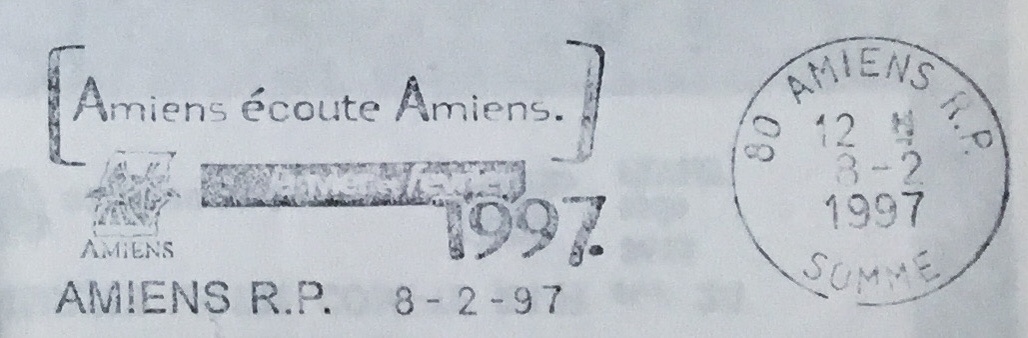 Amiens écoute Amiens.
1997.
AMIENS
AMIENS R.P. 8-2-97
80 AMIENS R.P.
12 H
8-2
1997
SOMME